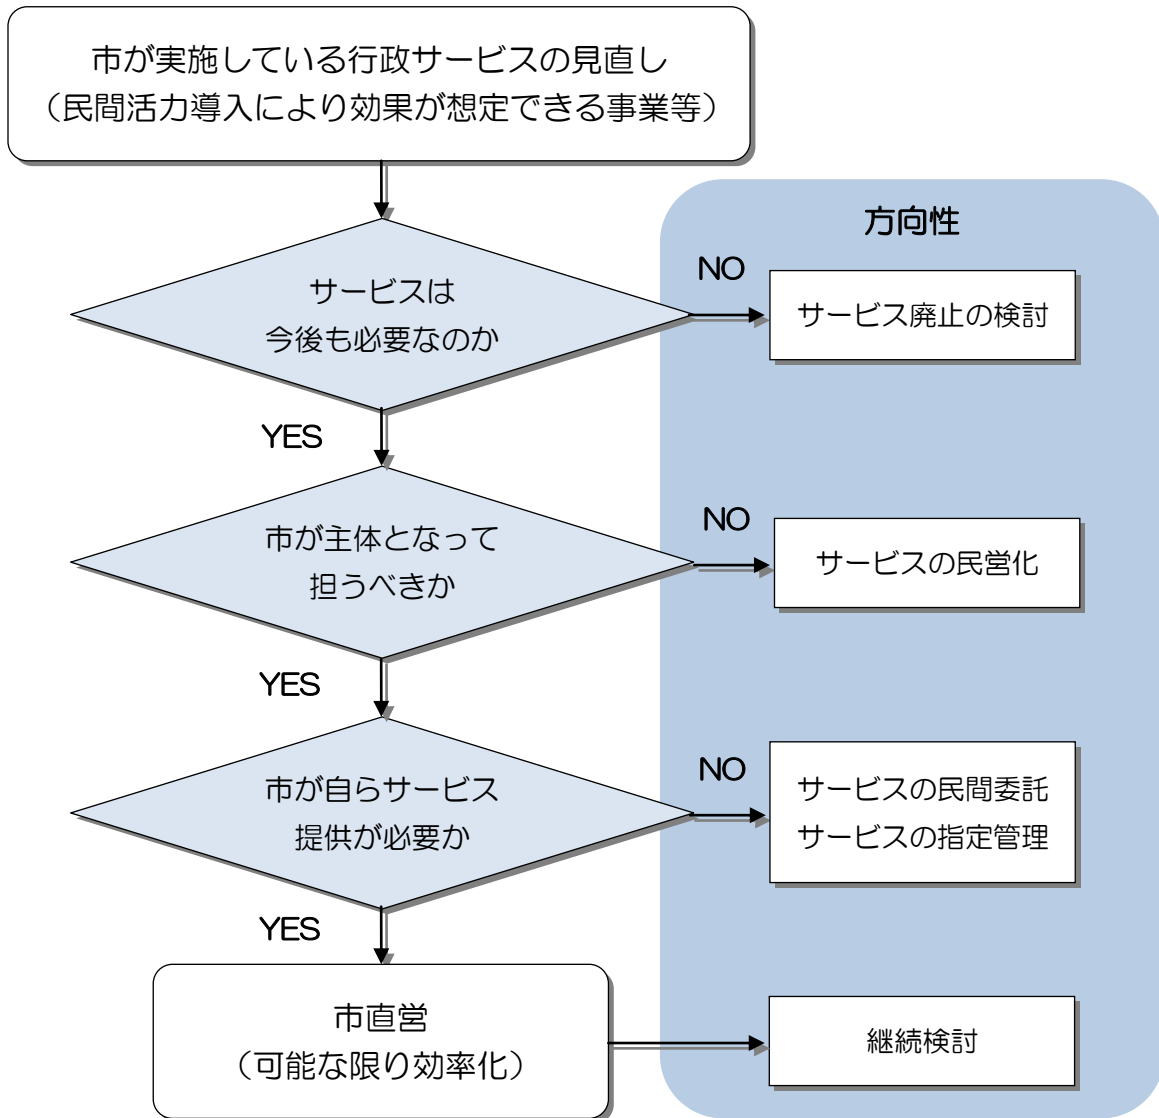 市が実施している行政サービスの見直し
（民間活力導入により効果が想定できる事業等）
方向性
サービスは
今後も必要なのか
NO
サービス廃止の検討
YES
市が主体となって
担うべきか
NO
サービスの民営化
YES
市が自らサービス
提供が必要か
NO
サービスの民間委託
サービスの指定管理
YES
市直営
（可能な限り効率化）
継続検討